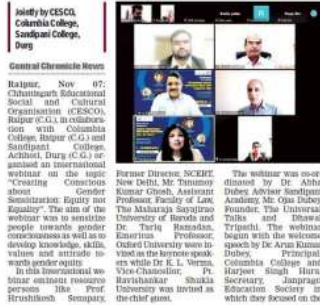 Jointly by CESCO,
Columbia College,
Sandipani College,
Durg
Central Chronicle News
Raipur, Nov 07:
Chhattisgarh Educational
Social and Cultural
Organisation (CESCO),
Raipur (C.G.), in collabora-
tion with Columbia
College, Raipur (C.G.) and
Sandipani College,
Achhoti, Durg (C.G.) or-
ganised an international
webinar on the topic
"Creating Conscious
about Gender
Sensitization: Equity not
Equality". The aim of the
webinar was to sensitize
people towards gender
consciousness as well as to
develop knowledge, skills,
values and attitude to-
wards gender equity.
In this International we-
binar eminent resource
persons like Prof.
Hrushikesh Senapaty,
Former Director, NCERT,
New Delhi, Mr. Tanumoy
Kumar Ghosh, Assistant
Professor, Faculty of Law,
The Maharaja Sayajirao
University of Baroda and
Dr. Tariq Ramadan,
Emeritus Professor,
Oxford University were in-
vited as the keynote speak-
ers while Dr. K. L. Verma,
Vice-Chancellor, Pt.
Ravishankar Shukla
University was invited as
the chief guest.
The webinar was co-or-
dinated by Dr. Abha
Dubey, Advisor Sandipani
Academy, Mr. Ojas Dubey
Founder, The Universal
Talks and
Tripathi. The webinar
began with the welcome
speech by Dr. Arun Kumar
Dubey, Principal
Columbia College and
Harjeet Singh Hura
Secretary, Janpragati
Education Society in
which they focused on the